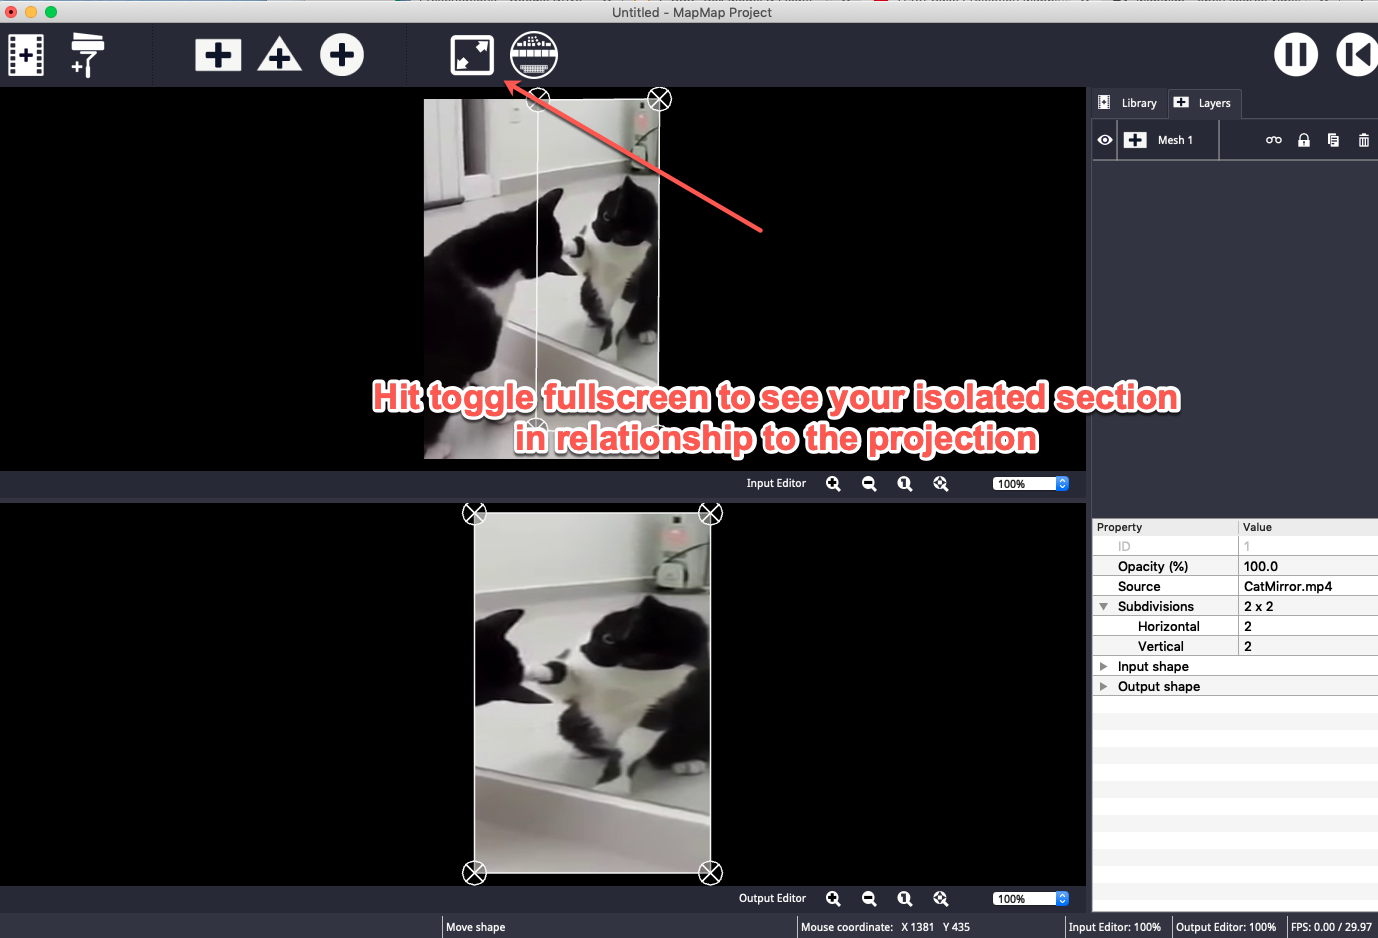 Untitled - MapMap Project
Library
Layers
Mesh 1
Hit toggle fullscreen to see your isolated section
in relationship to the projection
Input Editor
100%
Property Value
ID 1
Opacity (%) 100.0
Source CatMirror.mp4
Subdivisions 2 x 2
Horizontal 2
Vertical 2
Input shape
Output shape
Output Editor
100%
Move shape
Mouse coordinate: X 1381 Y 435
Input Editor: 100%
Output Editor: 100%
FPS: 0.00 / 29.97